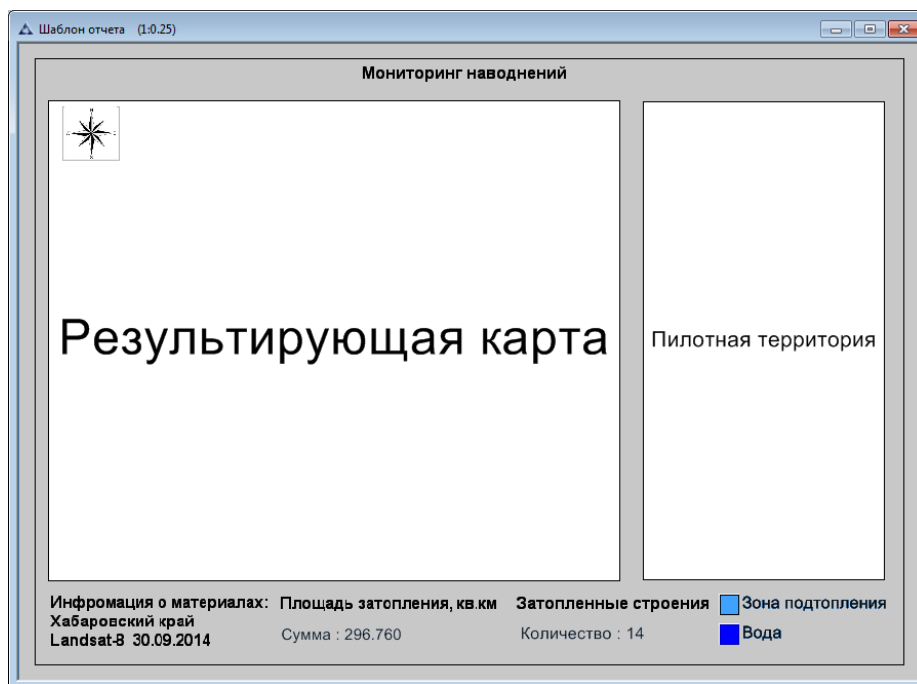 Шаблон отчета (1:0.25)
Мониторинг наводнений
Результирующая карта
Пилотная территория
Инфромация о материалах:
Хабаровский край
Landsat-8 30.09.2014
Площадь затопления, кв.км
Сумма : 296.760
Затопленные строения
Количество : 14
Зона подтопления
Вода